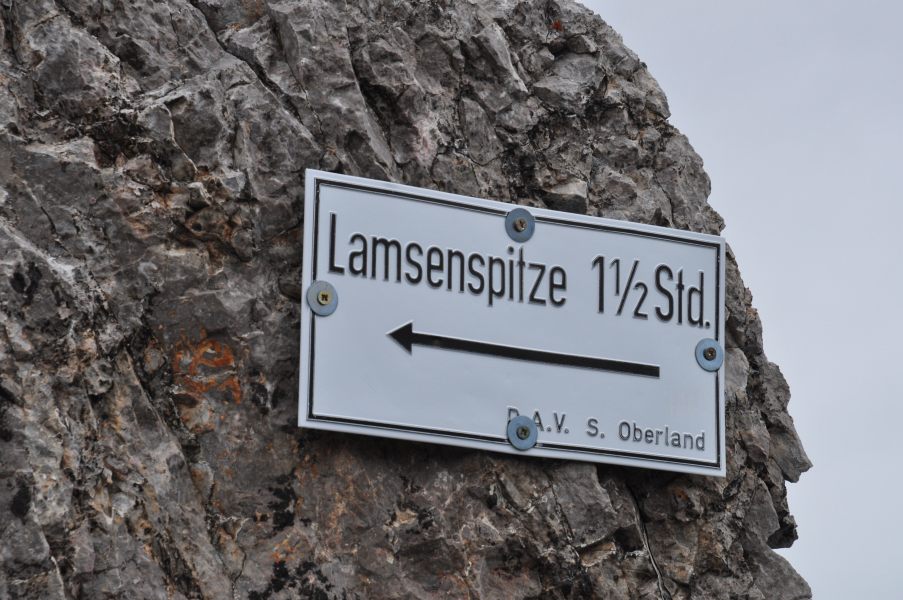 Lamsenspitze 1½ Std.
D.A.V. S. Oberland